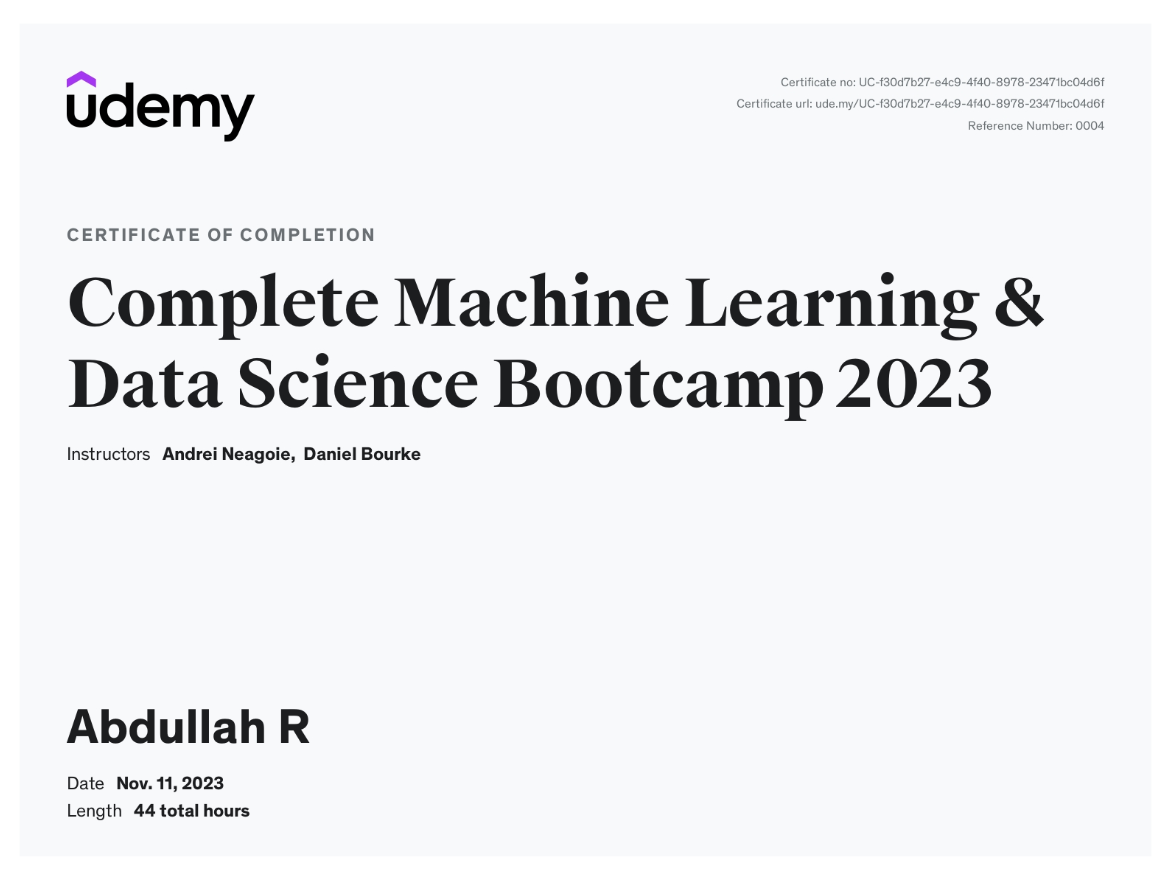 udemy
Certificate no: UC-f30d7b27-e4c9-4f40-8978-23471bc04d6f
Certificate url: ude.my/UC-f30d7b27-e4c9-4f40-8978-23471bc04d6f
Reference Number: 0004
CERTIFICATE OF COMPLETION
Complete Machine Learning &
Data Science Bootcamp 2023
Instructors Andrei Neagoie, Daniel Bourke
Abdullah R
Date Nov. 11, 2023
Length 44 total hours